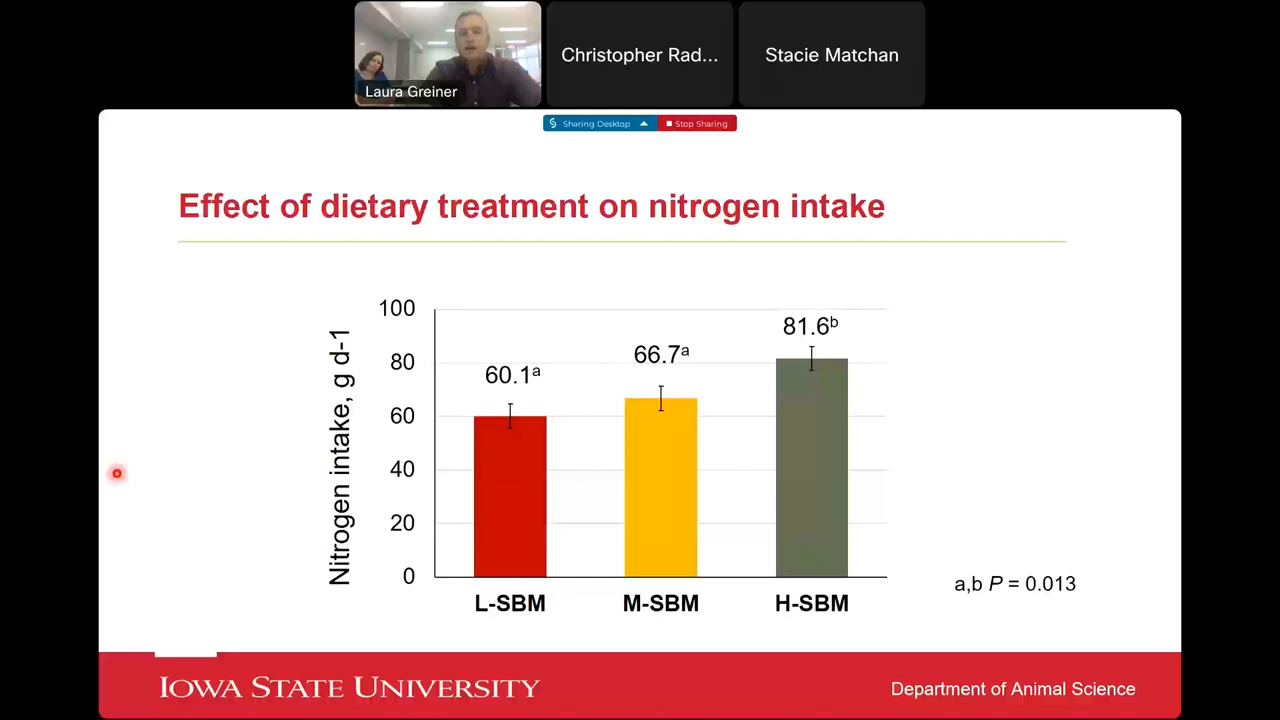 Laura Greiner
Christopher Rad...
Stacie Matchan
Sharing Desktop
Stop Sharing
Effect of dietary treatment on nitrogen intake
Nitrogen intake, g d-1
100
80
60
40
20
0
60.1a
66.7a
81.6b
L-SBM
M-SBM
H-SBM
a,b P = 0.013
IOWA STATE UNIVERSITY
Department of Animal Science